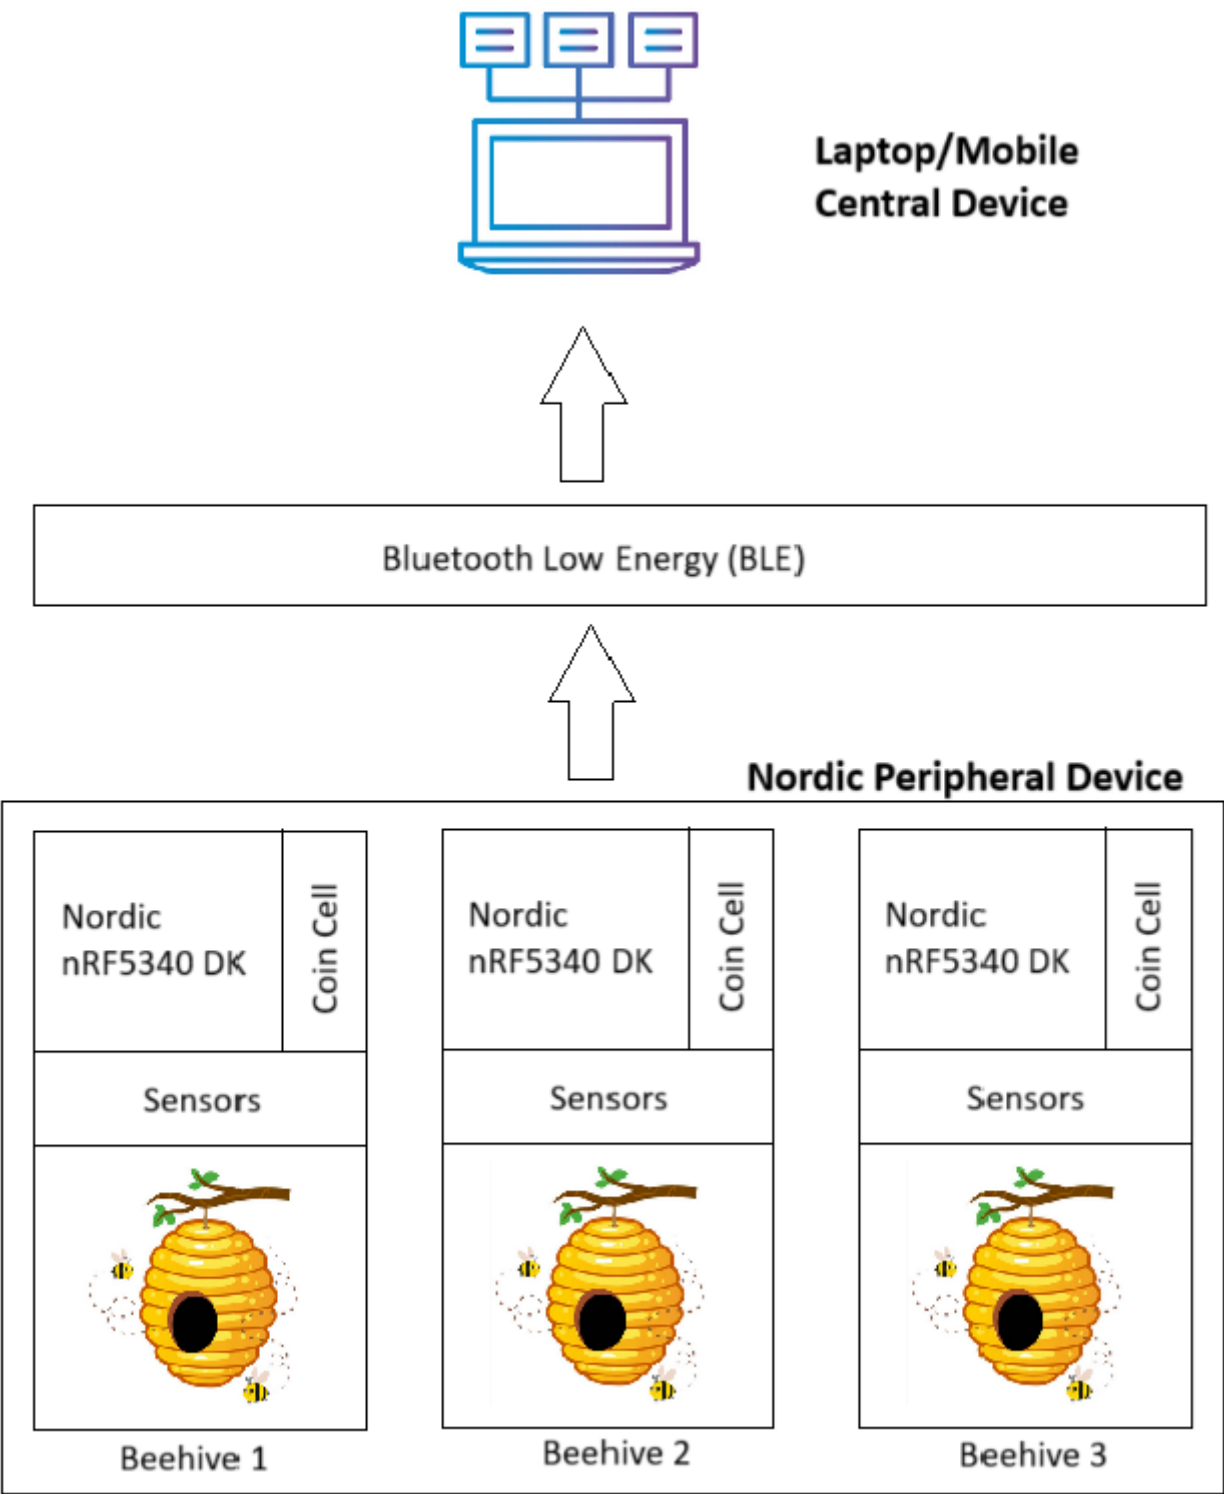 Laptop/Mobile
Central Device
Bluetooth Low Energy (BLE)
Nordic Peripheral Device
Nordic
nRF5340 DK
Coin Cell
Sensors
Beehive 1
Nordic
nRF5340 DK
Coin Cell
Sensors
Beehive 2
Nordic
nRF5340 DK
Coin Cell
Sensors
Beehive 3